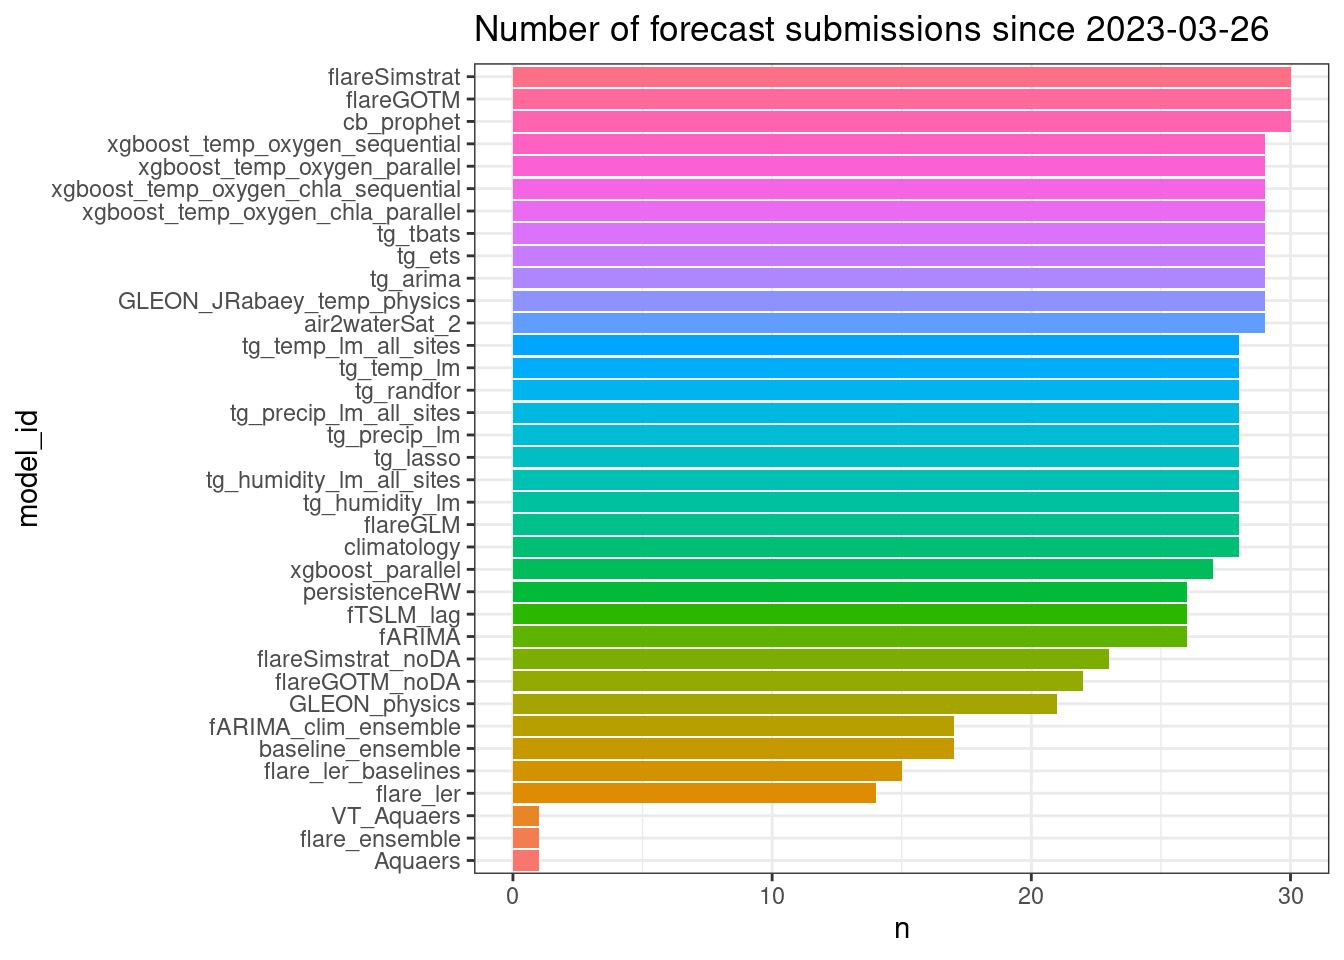 Number of forecast submissions since 2023-03-26
flareSimstrat
flareGOTM
cb_prophet
xgboost_temp_oxygen_sequential
xgboost_temp_oxygen_parallel
xgboost_temp_oxygen_chla_sequential
xgboost_temp_oxygen_chla_parallel
tg_tbats
tg_ets
tg_arima
GLEON_JRabaey_temp_physics
air2waterSat_2
tg_temp_lm_all_sites
tg_temp_lm
tg_randfor
tg_precip_lm_all_sites
tg_precip_lm
tg_lasso
tg_humidity_lm_all_sites
tg_humidity_lm
flareGLM
climatology
xgboost_parallel
persistenceRW
fTSLM_lag
fARIMA
flareSimstrat_noDA
flareGOTM_noDA
GLEON_physics
fARIMA_clim_ensemble
baseline_ensemble
flare_ler_baselines
flare_ler
VT_Aquaers
flare_ensemble
Aquaers
model_id
0 10 20 30
n